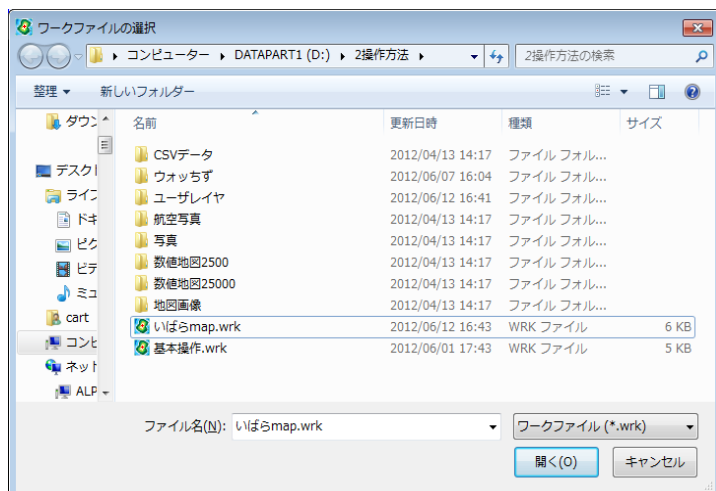 ワークファイルの選択
コンピューター DATAPART1 (D:) 2操作方法 2操作方法の検索
整理 新しいフォルダー
名前 更新日時 種類 サイズ
ダウン
デスクト
ライブ
ドキ
ピク
ビデ
ミュ
cart
コンピ
ネット
ALP
CSVデータ 2012/04/13 14:17 ファイル フォル...
ウォッちず 2012/06/07 16:04 ファイル フォル...
ユーザレイヤ 2012/06/12 16:41 ファイル フォル...
航空写真 2012/04/13 14:17 ファイル フォル...
写真 2012/04/13 14:17 ファイル フォル...
数値地図2500 2012/04/13 14:17 ファイル フォル...
数値地図25000 2012/04/13 14:17 ファイル フォル...
地図画像 2012/04/13 14:17 ファイル フォル...
いばらmap.wrk 2012/06/12 16:43 WRK ファイル 6 KB
基本操作.wrk 2012/06/01 17:43 WRK ファイル 5 KB
ファイル名(N): いばらmap.wrk ワークファイル (*.wrk)
開く(O) キャンセル